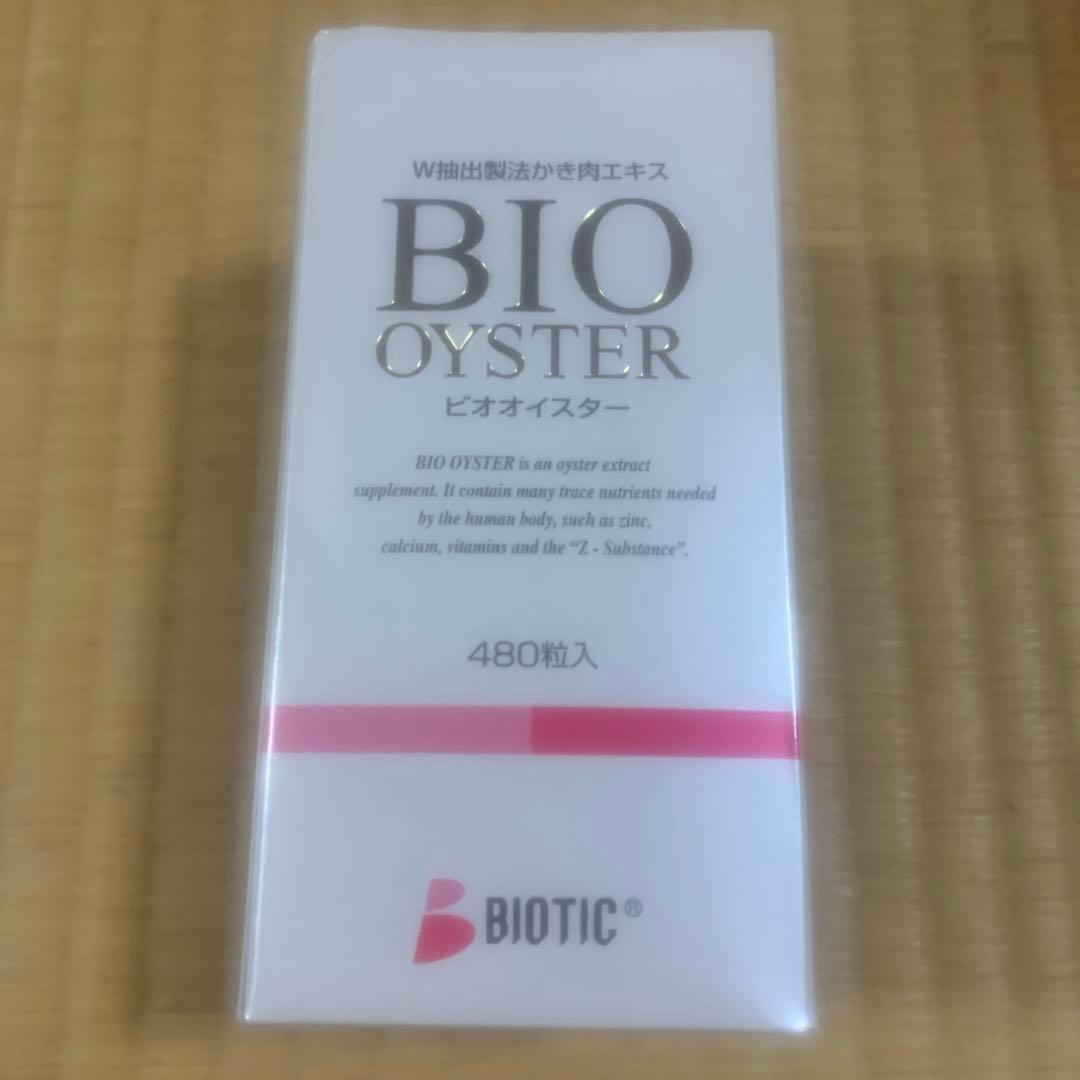 W抽出製法かき肉エキス
BIO
OYSTER
ビオオイスター
BIO OYSTER is an oyster extract
supplement. It contain many trace nutrients needed
by the human body, such as zinc,
calcium, vitamins and the “Z - Substance”.
480粒入
BIOTIC®